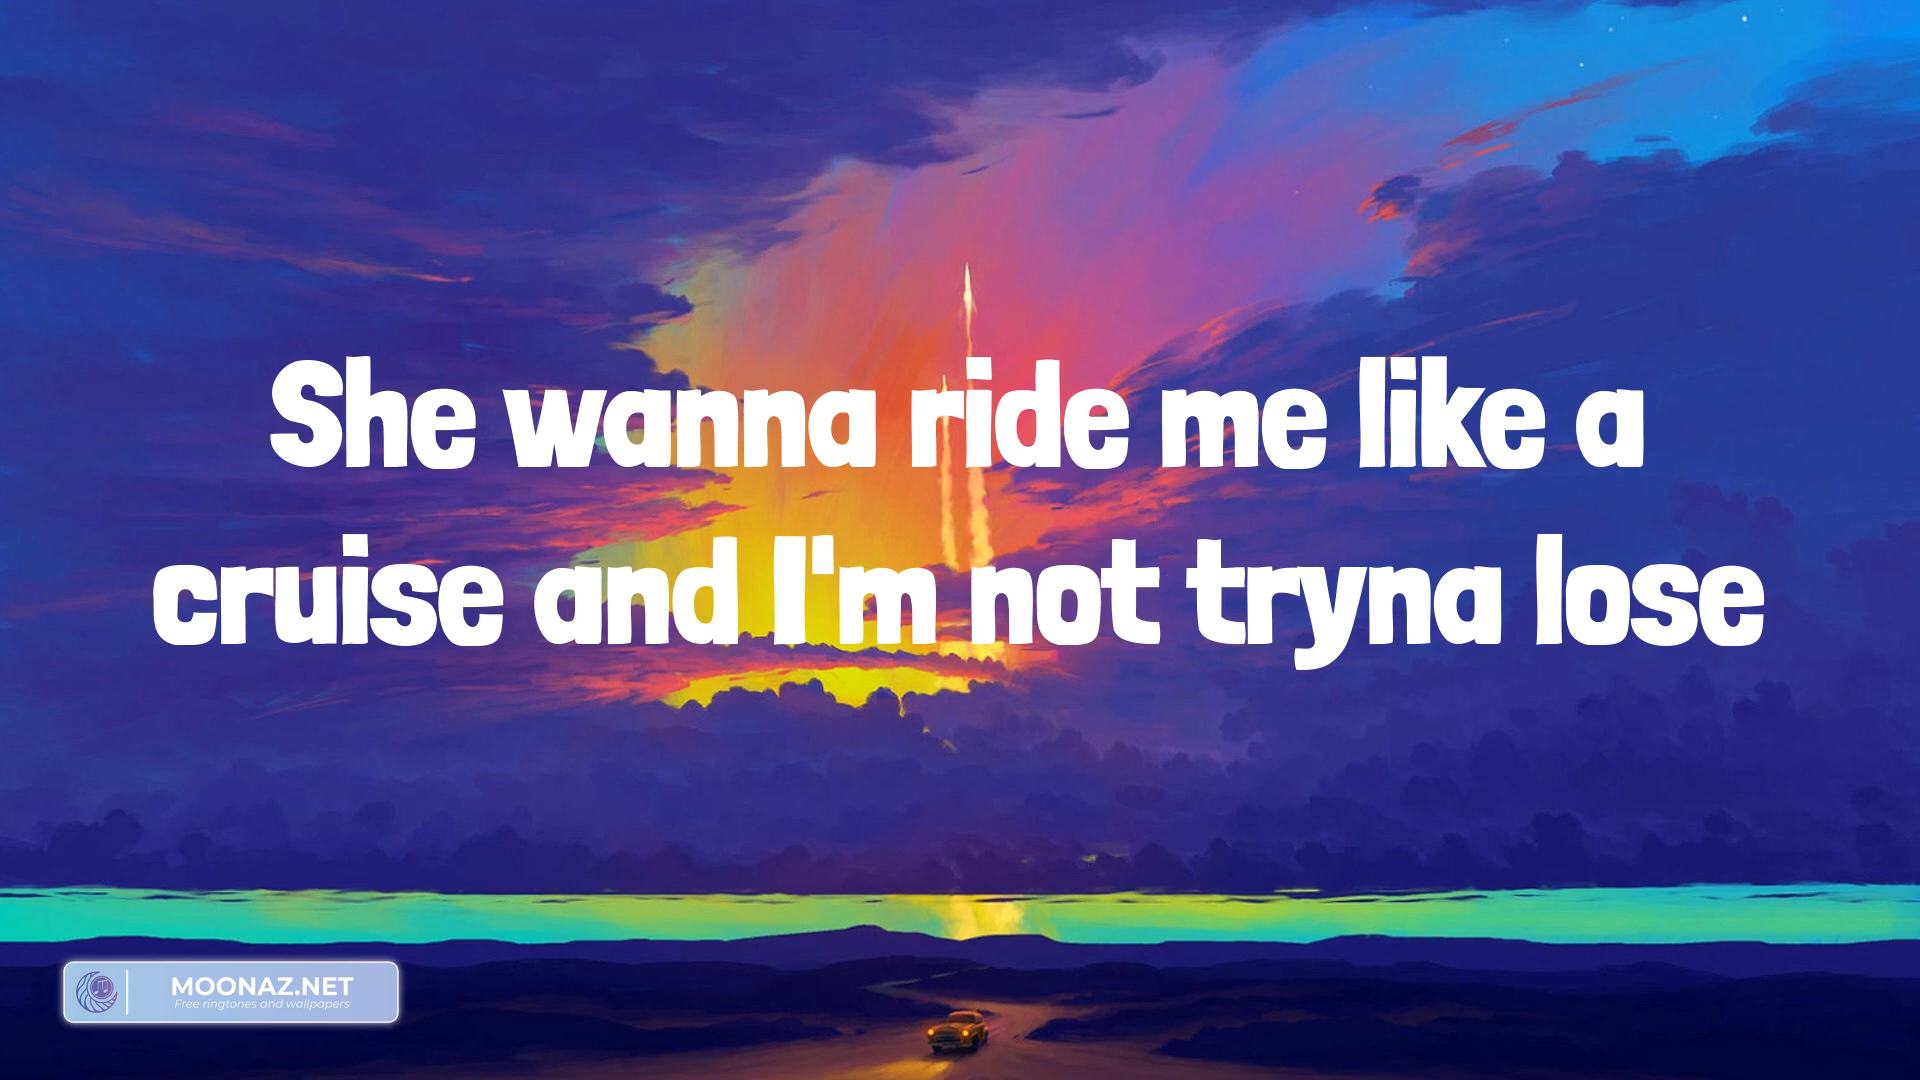 She wanna ride me like a
cruise and I'm not tryna lose
MOONAZ.NET
Free ringtones and wallpapers